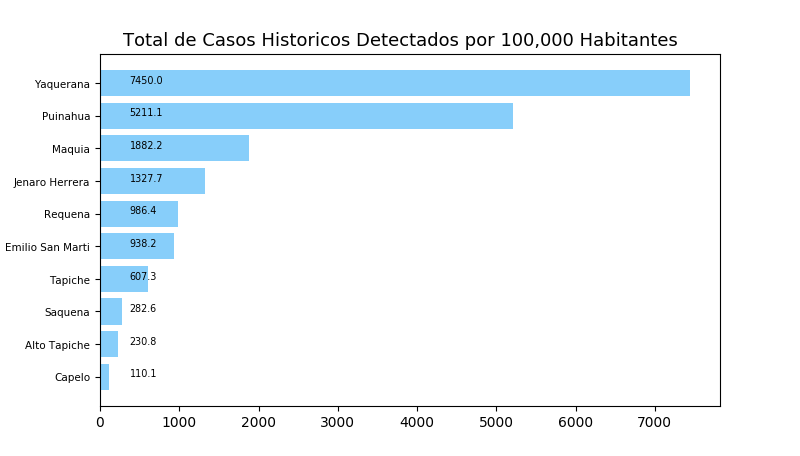 Total de Casos Historicos Detectados por 100,000 Habitantes
Yaquerana 7450.0
Puinahua 5211.1
Maquia 1882.2
Jenaro Herrera 1327.7
Requena 986.4
Emilio San Marti 938.2
Tapiche 607.3
Saquena 282.6
Alto Tapiche 230.8
Capelo 110.1
0 1000 2000 3000 4000 5000 6000 7000